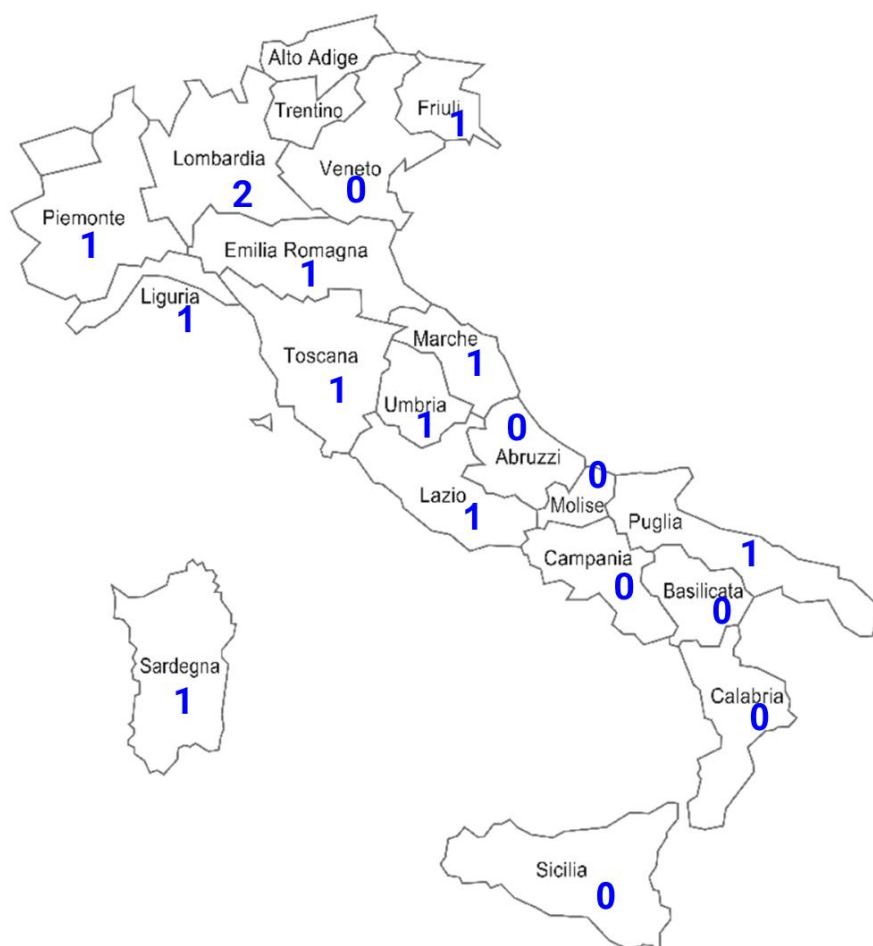 Alto Adige
Trentino
Friuli
1
Lombardia
2
Veneto
0
Piemonte
1
Emilia Romagna
1
Liguria
1
Marche
1
Toscana
1
Umbria
1
0
Abruzzi
Lazio
1
0
Molise
Puglia
1
Campania
0
Basilicata
0
Sardegna
1
Calabria
0
Sicilia
0